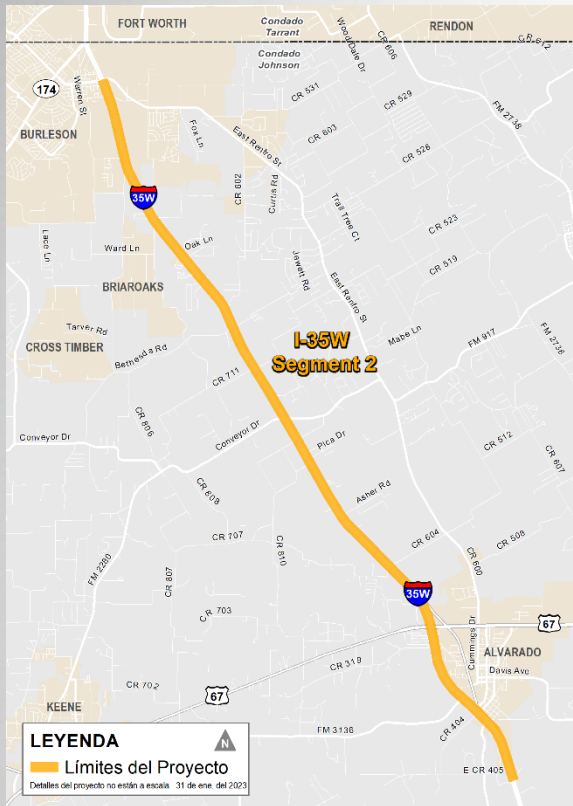 FORT WORTH
Condado
Tarrant
RENDON
Condado
Johnson
Wood Dale Dr
CR 606
CR-612
174
Warren St
CR 531
CR 529
FM 2738
BURLESON
Fox Ln
East Renfro St
CR 603
CR 528
35W
CR 602
Curtis Rd
Trail Tree Ct
CR 523
Lace Ln
Ward Ln
Oak Ln
CR 519
BRIAROAKS
Jewett Rd
East Renfro St
Tarver Rd
I-35W
Segment 2
Mabe Ln
FM 917
FM 2736
CROSS TIMBER
Bethesda Rd
CR 711
CR 806
Conveyor Dr
Conveyor Dr
Pica Dr
CR 512
CR 607
CR 608
Asher Rd
CR 707
CR 810
CR 604
CR 508
FM 2280
CR 807
CR 600
35W
CR 703
67
Cummings Dr
CR 319
ALVARADO
Davis Ave
CR 702
67
KEENE
CR 404
FM 3136
E CR 405
LEYENDA
N
Límites del Proyecto
Detalles del proyecto no están a escala 31 de ene. del 2023